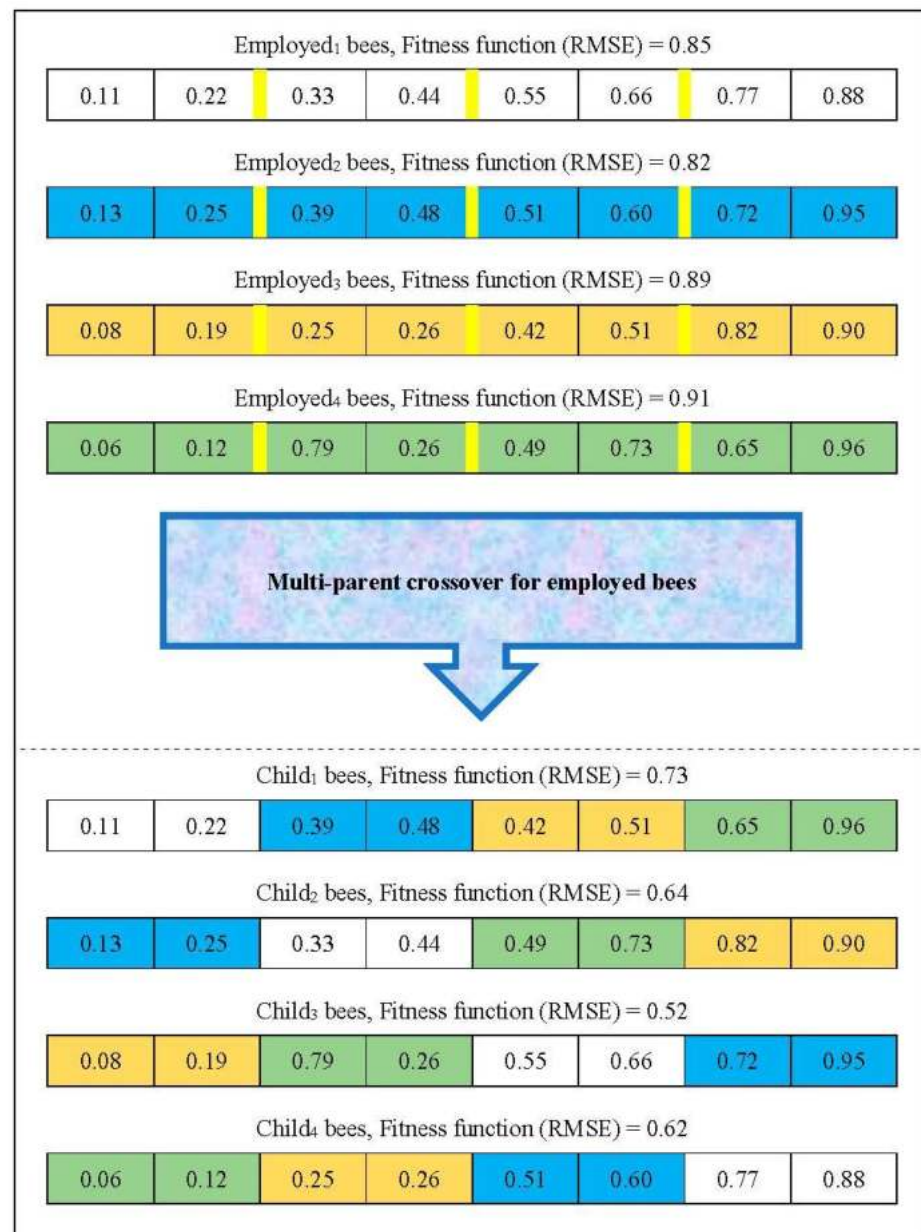 Employed₁ bees, Fitness function (RMSE) = 0.85
0.11 0.22 0.33 0.44 0.55 0.66 0.77 0.88
Employed₂ bees, Fitness function (RMSE) = 0.82
0.13 0.25 0.39 0.48 0.51 0.60 0.72 0.95
Employed₃ bees, Fitness function (RMSE) = 0.89
0.08 0.19 0.25 0.26 0.42 0.51 0.82 0.90
Employed₄ bees, Fitness function (RMSE) = 0.91
0.06 0.12 0.79 0.26 0.49 0.73 0.65 0.96
Multi-parent crossover for employed bees
Child₁ bees, Fitness function (RMSE) = 0.73
0.11 0.22 0.39 0.48 0.42 0.51 0.65 0.96
Child₂ bees, Fitness function (RMSE) = 0.64
0.13 0.25 0.33 0.44 0.49 0.73 0.82 0.90
Child₃ bees, Fitness function (RMSE) = 0.52
0.08 0.19 0.79 0.26 0.55 0.66 0.72 0.95
Child₄ bees, Fitness function (RMSE) = 0.62
0.06 0.12 0.25 0.26 0.51 0.60 0.77 0.88